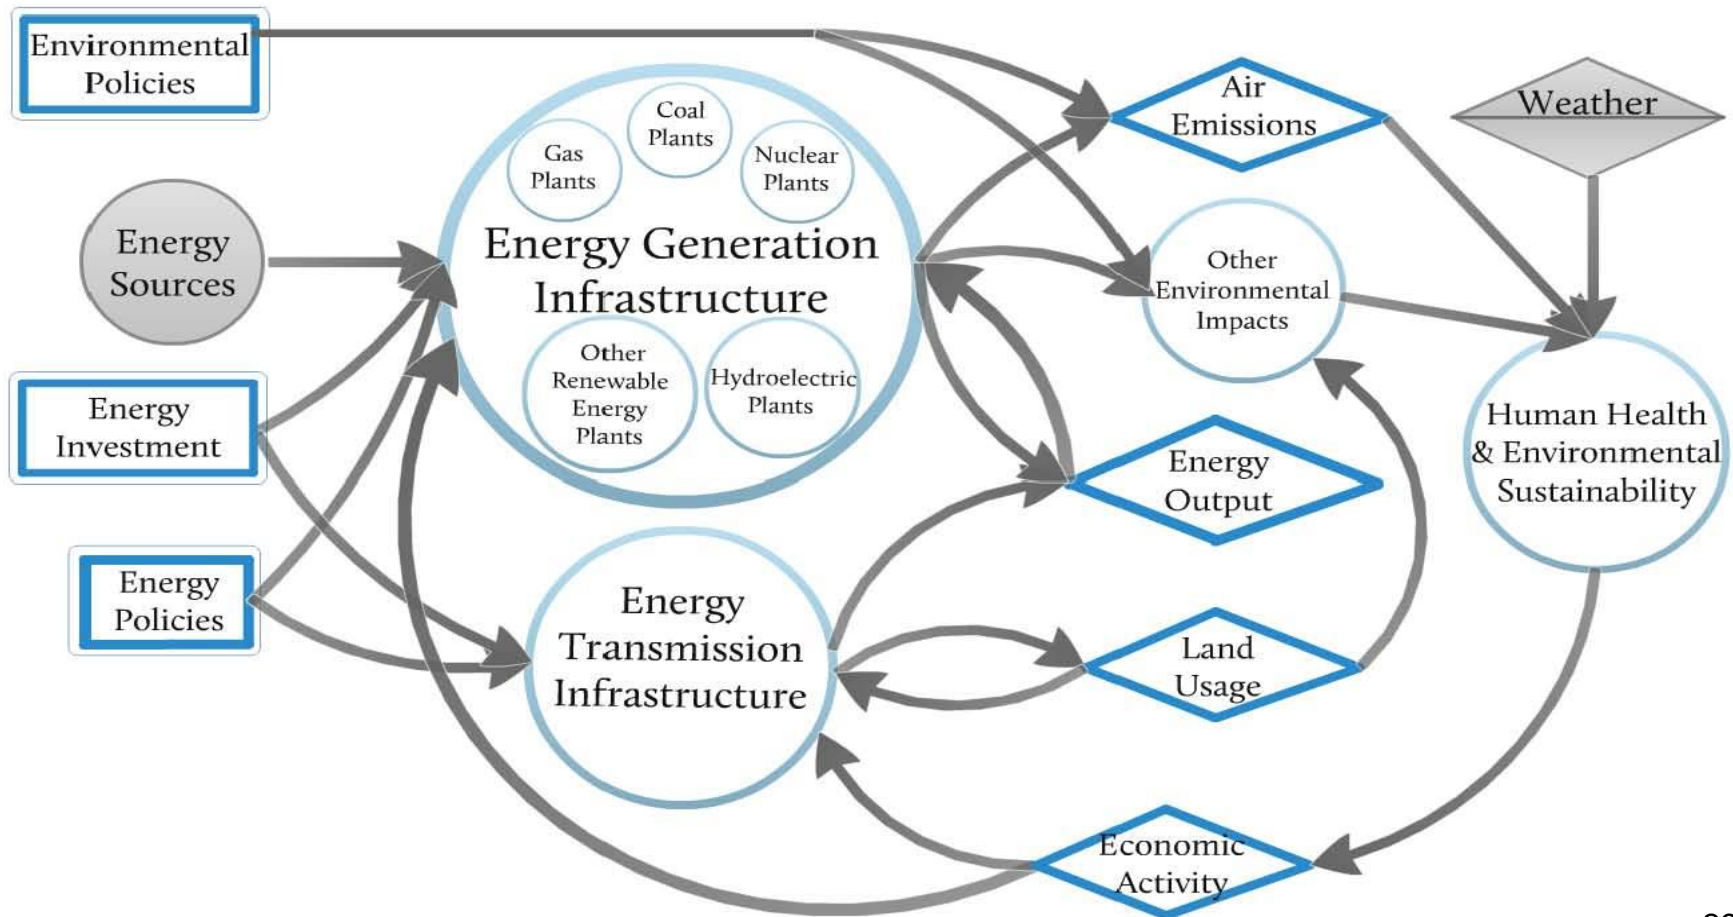 Environmental
Policies
Energy
Sources
Energy
Investment
Energy
Policies
Coal
Plants
Gas
Plants
Nuclear
Plants
Energy Generation
Infrastructure
Other
Renewable
Energy
Plants
Hydroelectric
Plants
Energy
Transmission
Infrastructure
Air
Emissions
Weather
Other
Environmental
Impacts
Energy
Output
Land
Usage
Economic
Activity
Human Health
& Environmental
Sustainability